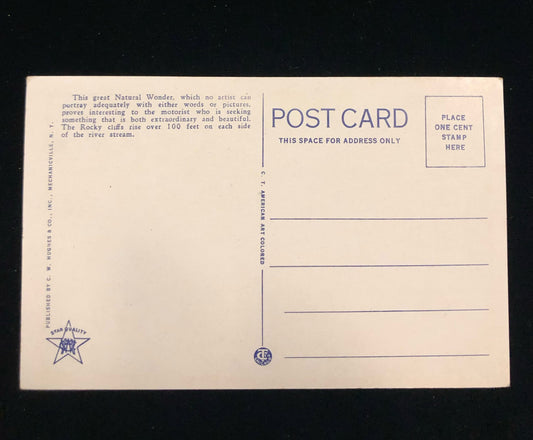 This great Natural Wonder, which no artist can
portray adequately with either words or pictures,
proves interesting to the motorist who is seeking
something that is both extraordinary and beautiful.
The Rocky cliffs rise over 100 feet on each side
of the river stream.
PUBLISHED BY C. W. HUGHES & CO., INC., MECHANICVILLE, N. Y.
STAR QUALITY
C. T. AMERICAN ART COLORED
POST CARD
THIS SPACE FOR ADDRESS ONLY
PLACE
ONE CENT
STAMP
HERE